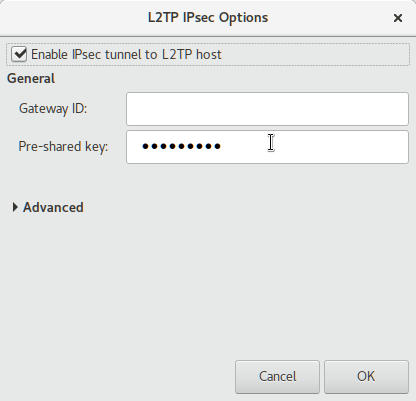 L2TP IPsec Options
Enable IPsec tunnel to L2TP host
General
Gateway ID:
Pre-shared key: •••••••••
Advanced
Cancel OK